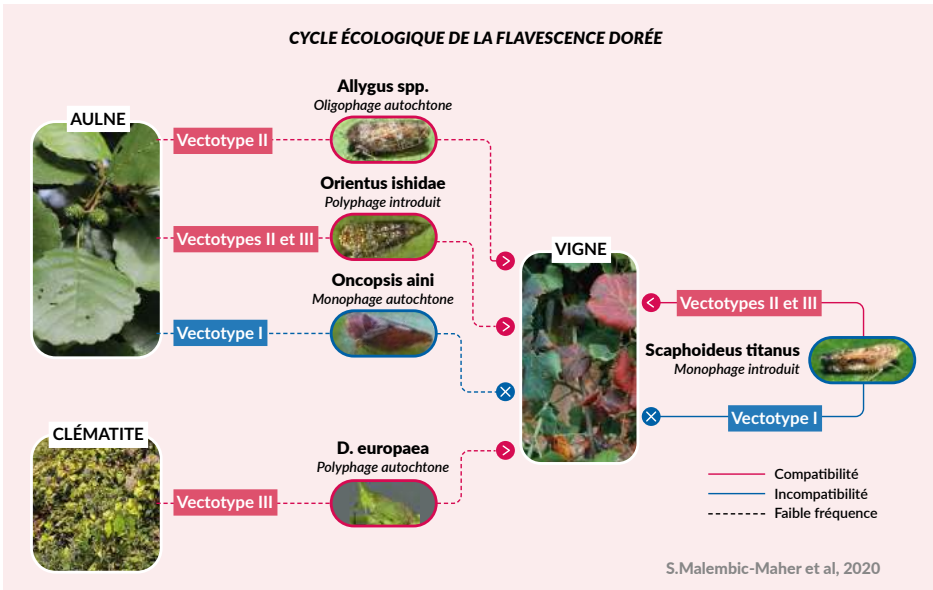 CYCLE ÉCOLOGIQUE DE LA FLAVESCENCE DORÉE
AULNE
Vectotype II
Allygus spp.
Oligophage autochtone
Vectotypes II et III
Orientus ishidae
Polyphage introduit
Vectotype I
Oncopsis aini
Monophage autochtone
CLÉMATITE
Vectotype III
D. europaea
Polyphage autochtone
VIGNE
Vectotypes II et III
Scaphoideus titanus
Monophage introduit
Vectotype I
Compatibilité
Incompatibilité
Faible fréquence
S.Malembic-Maher et al, 2020